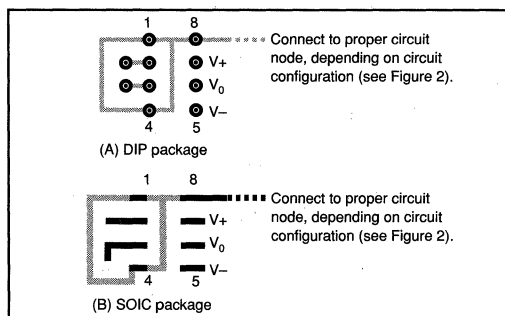 1 8
Connect to proper circuit
node, depending on circuit
configuration (see Figure 2).
V+
V0
V–
4 5
(A) DIP package
1 8
Connect to proper circuit
node, depending on circuit
configuration (see Figure 2).
V+
V0
V–
4 5
(B) SOIC package